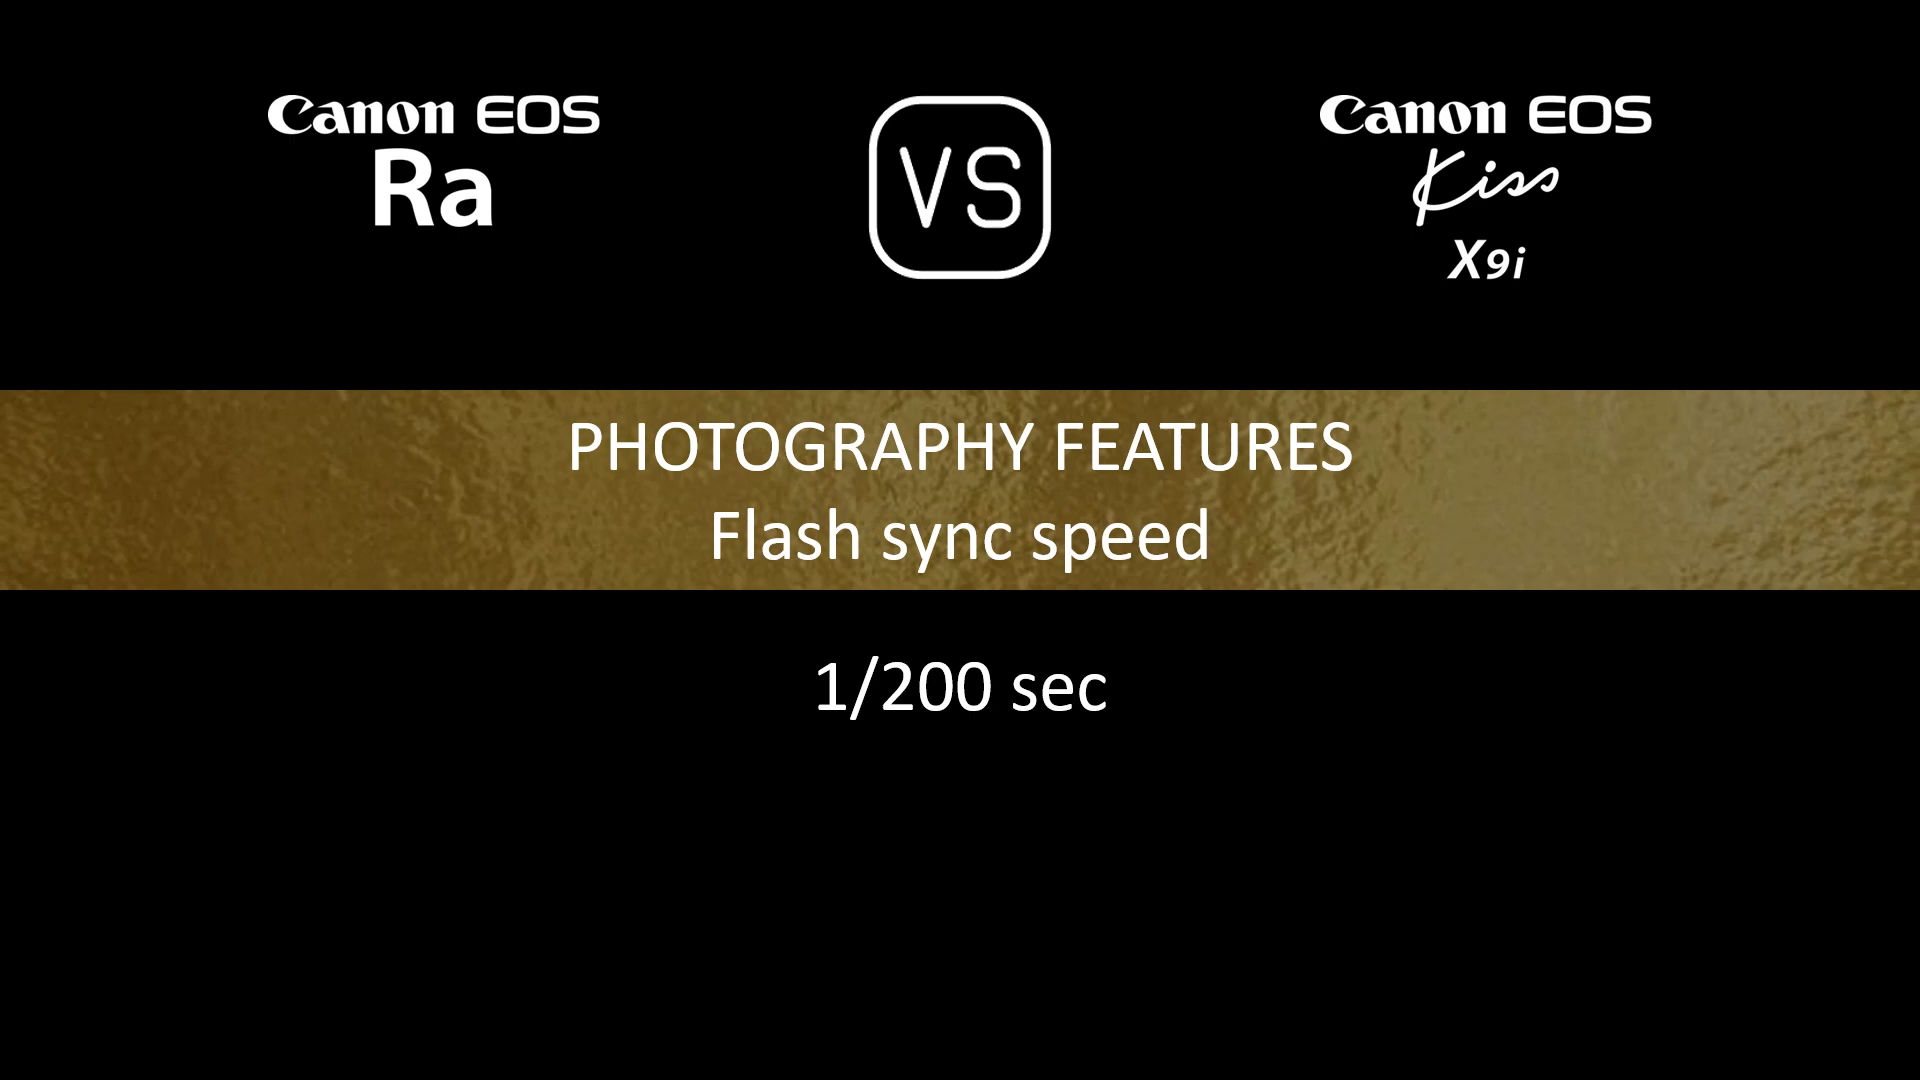 Canon EOS
Ra
VS
Canon EOS
Kiss
X9i
PHOTOGRAPHY FEATURES
Flash sync speed
1/200 sec